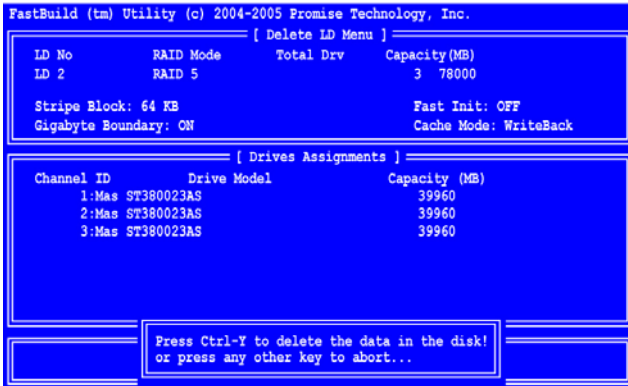 FastBuild (tm) Utility (c) 2004-2005 Promise Technology, Inc.
[ Delete LD Menu ]
LD No RAID Mode Total Drv Capacity(MB)
LD 2 RAID 5 3 78000
Stripe Block: 64 KB Fast Init: OFF
Gigabyte Boundary: ON Cache Mode: WriteBack
[ Drives Assignments ]
Channel ID Drive Model Capacity (MB)
1:Mas ST380023AS 39960
2:Mas ST380023AS 39960
3:Mas ST380023AS 39960
Press Ctrl-Y to delete the data in the disk!
or press any other key to abort...